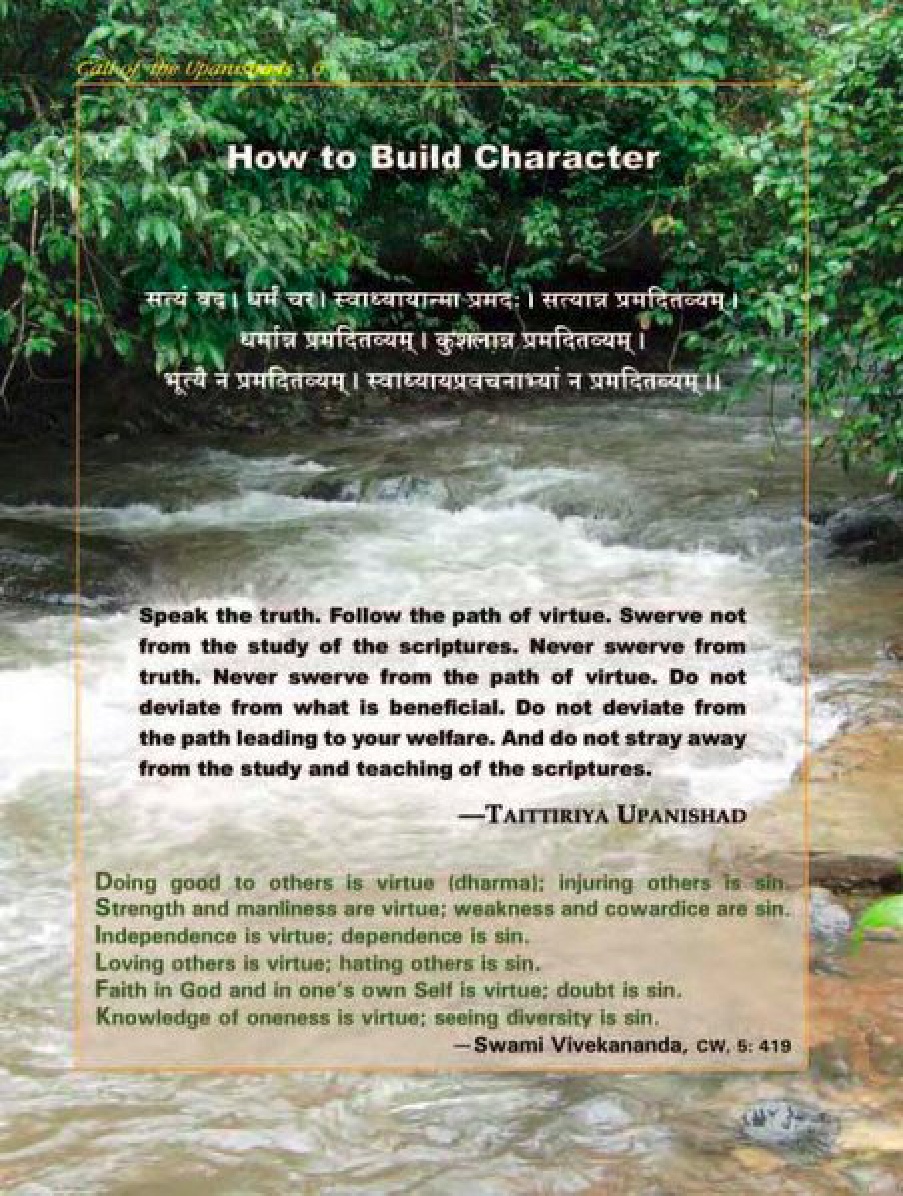 Call of the Upanishads - 6
How to Build Character
सत्यं वद। धर्मं चर। स्वाध्यायान्मा प्रमदः। सत्यान्न प्रमदितव्यम्।
धर्मान्न प्रमदितव्यम्। कुशलान्न प्रमदितव्यम्।
भूत्यै न प्रमदितव्यम्। स्वाध्यायप्रवचनाभ्यां न प्रमदितव्यम्।।
Speak the truth. Follow the path of virtue. Swerve not
from the study of the scriptures. Never swerve from
truth. Never swerve from the path of virtue. Do not
deviate from what is beneficial. Do not deviate from
the path leading to your welfare. And do not stray away
from the study and teaching of the scriptures.
—TAITTIRIYA UPANISHAD
Doing good to others is virtue (dharma); injuring others is sin.
Strength and manliness are virtue; weakness and cowardice are sin.
Independence is virtue; dependence is sin.
Loving others is virtue; hating others is sin.
Faith in God and in one's own Self is virtue; doubt is sin.
Knowledge of oneness is virtue; seeing diversity is sin.
—Swami Vivekananda, CW, 5: 419